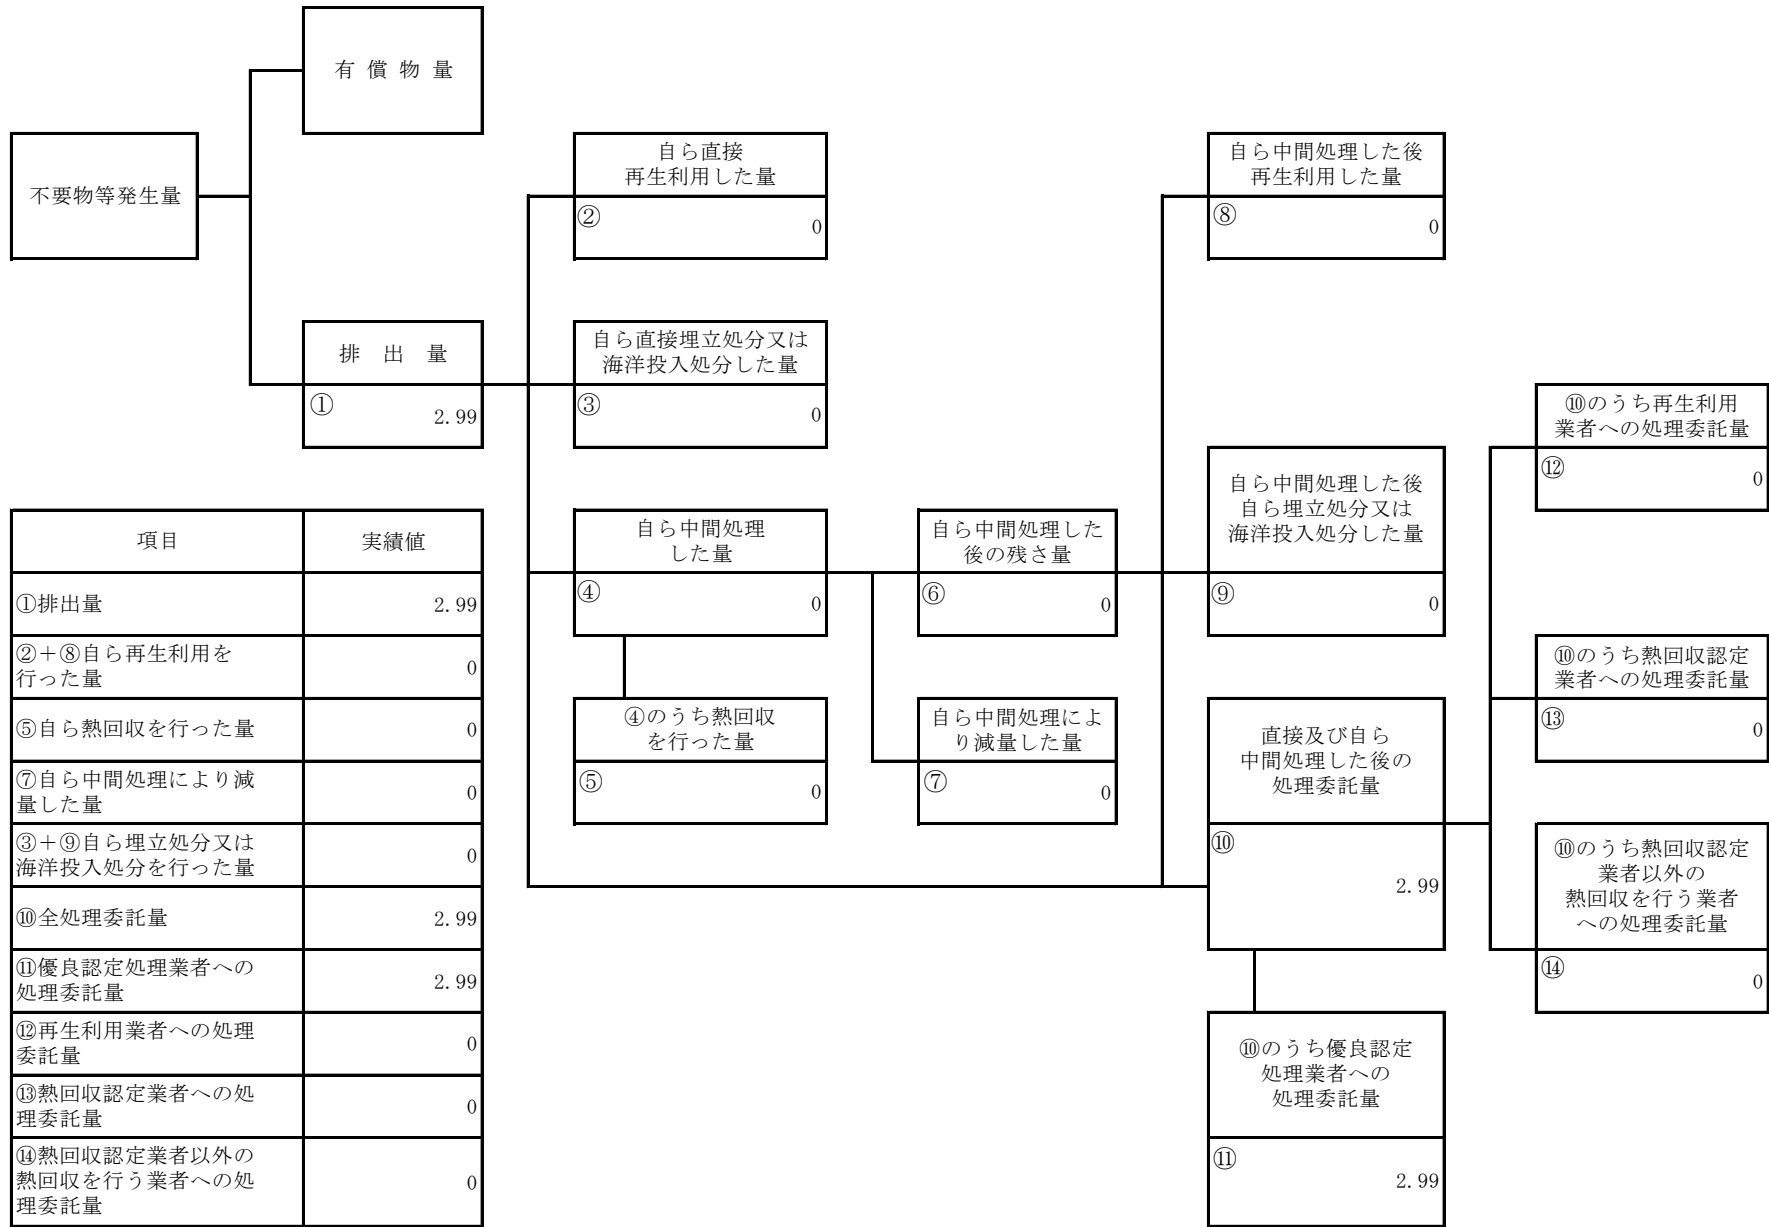 有 償 物 量
不要物等発生量
自ら直接
再生利用した量
② 0
自ら中間処理した後
再生利用した量
⑧ 0
排 出 量
① 2.99
自ら直接埋立処分又は
海洋投入処分した量
③ 0
⑩のうち再生利用
業者への処理委託量
⑫ 0
自ら中間処理した後
自ら埋立処分又は
海洋投入処分した量
⑨ 0
自ら中間処理
した量
④ 0
自ら中間処理した
後の残さ量
⑥ 0
⑩のうち熱回収認定
業者への処理委託量
⑬ 0
④のうち熱回収
を行った量
⑤ 0
自ら中間処理によ
り減量した量
⑦ 0
直接及び自ら
中間処理した後の
処理委託量
⑩ 2.99
⑩のうち熱回収認定
業者以外の
熱回収を行う業者
への処理委託量
⑭ 0
⑩のうち優良認定
処理業者への
処理委託量
⑪ 2.99
項目 実績値
①排出量 2.99
②+⑧自ら再生利用を
行った量 0
⑤自ら熱回収を行った量 0
⑦自ら中間処理により減
量した量 0
③+⑨自ら埋立処分又は
海洋投入処分を行った量 0
⑩全処理委託量 2.99
⑪優良認定処理業者への
処理委託量 2.99
⑫再生利用業者への処理
委託量 0
⑬熱回収認定業者への処
理委託量 0
⑭熱回収認定業者以外の
熱回収を行う業者への処 0
理委託量